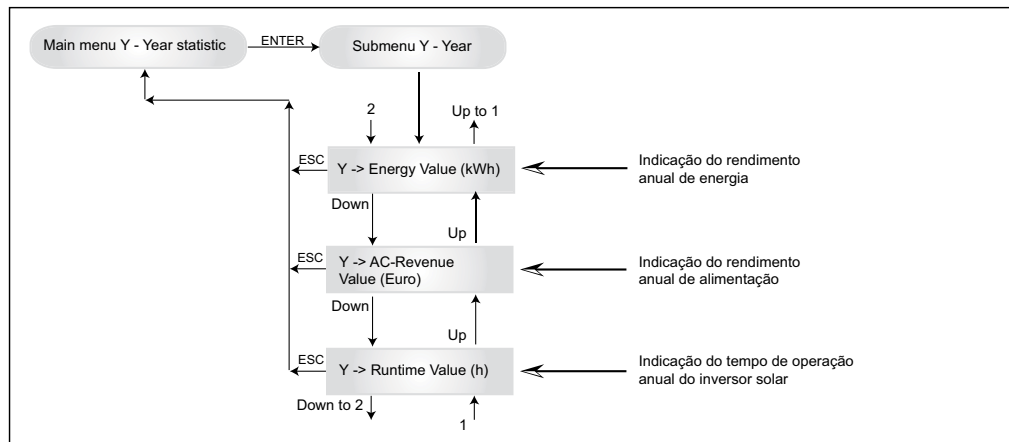 Main menu Y - Year statistic
ENTER
Submenu Y - Year
2
Up to 1
ESC
Y -> Energy Value (kWh)
Indicação do rendimento
anual de energia
Down
Up
ESC
Y -> AC-Revenue
Value (Euro)
Indicação do rendimento
anual de alimentação
Down
Up
ESC
Y -> Runtime Value (h)
Indicação do tempo de operação
anual do inversor solar
Down to 2
1